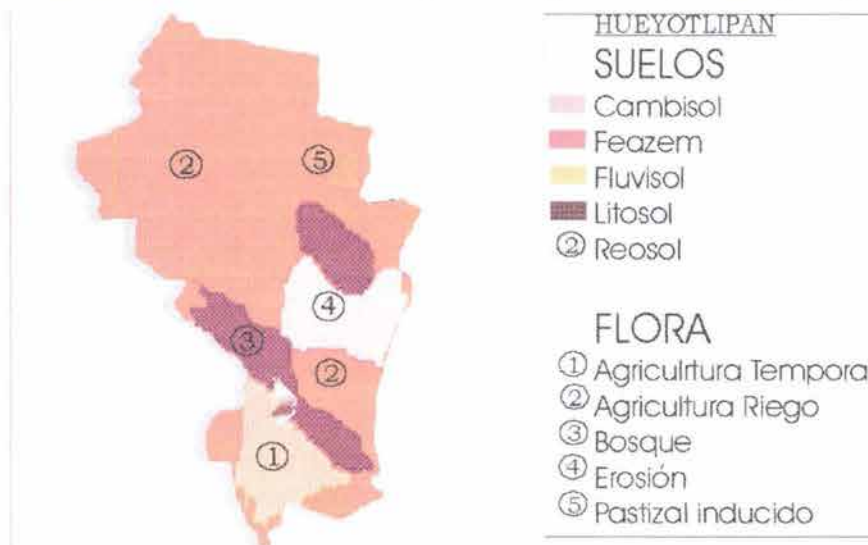 ② ⑤
④
③
②
①
HUEYOTLIPAN
SUELOS
Cambisol
Feazem
Fluvisol
Litosol
② Reosol
FLORA
① Agriculrtura Tempora
② Agricultura Riego
③ Bosque
④ Erosión
⑤ Pastizal inducido